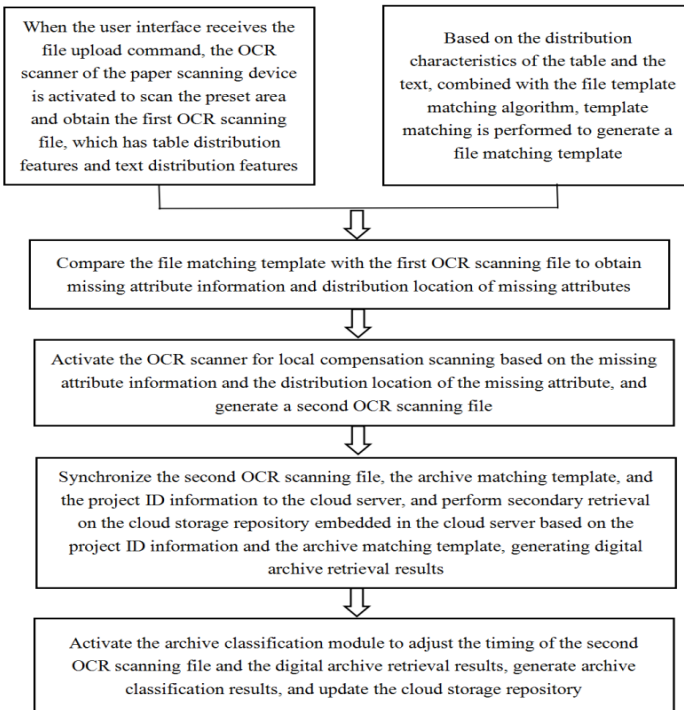 When the user interface receives the
file upload command, the OCR
scanner of the paper scanning device
is activated to scan the preset area
and obtain the first OCR scanning
file, which has table distribution
features and text distribution features
Based on the distribution
characteristics of the table and the
text, combined with the file template
matching algorithm, template
matching is performed to generate a
file matching template
Compare the file matching template with the first OCR scanning file to obtain
missing attribute information and distribution location of missing attributes
Activate the OCR scanner for local compensation scanning based on the missing
attribute information and the distribution location of the missing attribute, and
generate a second OCR scanning file
Synchronize the second OCR scanning file, the archive matching template, and
the project ID information to the cloud server, and perform secondary retrieval
on the cloud storage repository embedded in the cloud server based on the
project ID information and the archive matching template, generating digital
archive retrieval results
Activate the archive classification module to adjust the timing of the second
OCR scanning file and the digital archive retrieval results, generate archive
classification results, and update the cloud storage repository